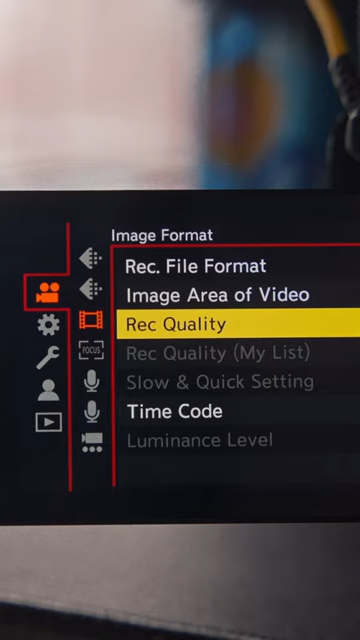 Image Format
Rec. File Format
Image Area of Video
Rec Quality
FOCUS
Rec Quality (My List)
Slow & Quick Setting
Time Code
Luminance Level